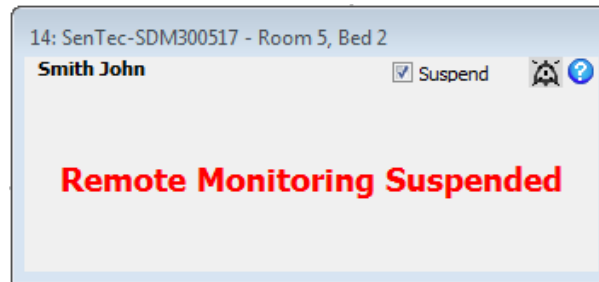 14: SenTec-SDM300517 - Room 5, Bed 2
Smith John Suspend ?
Remote Monitoring Suspended